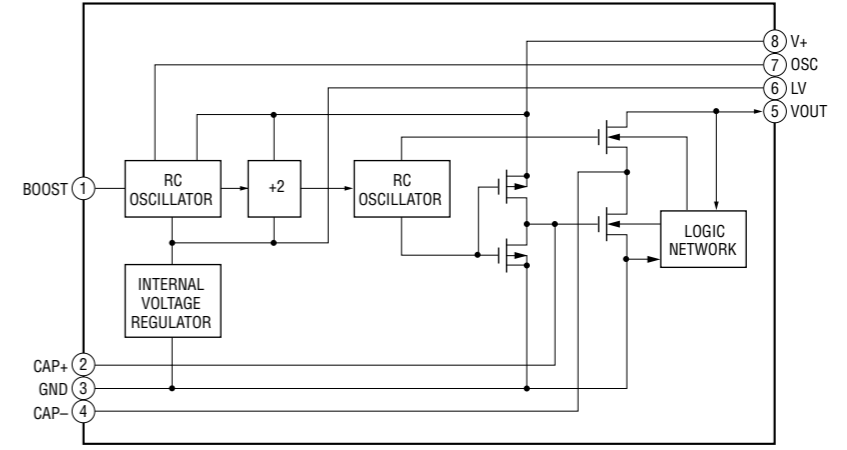 8 V+
7 OSC
6 LV
5 VOUT
BOOST 1
RC
OSCILLATOR
+2
RC
OSCILLATOR
LOGIC
NETWORK
INTERNAL
VOLTAGE
REGULATOR
CAP+ 2
GND 3
CAP– 4